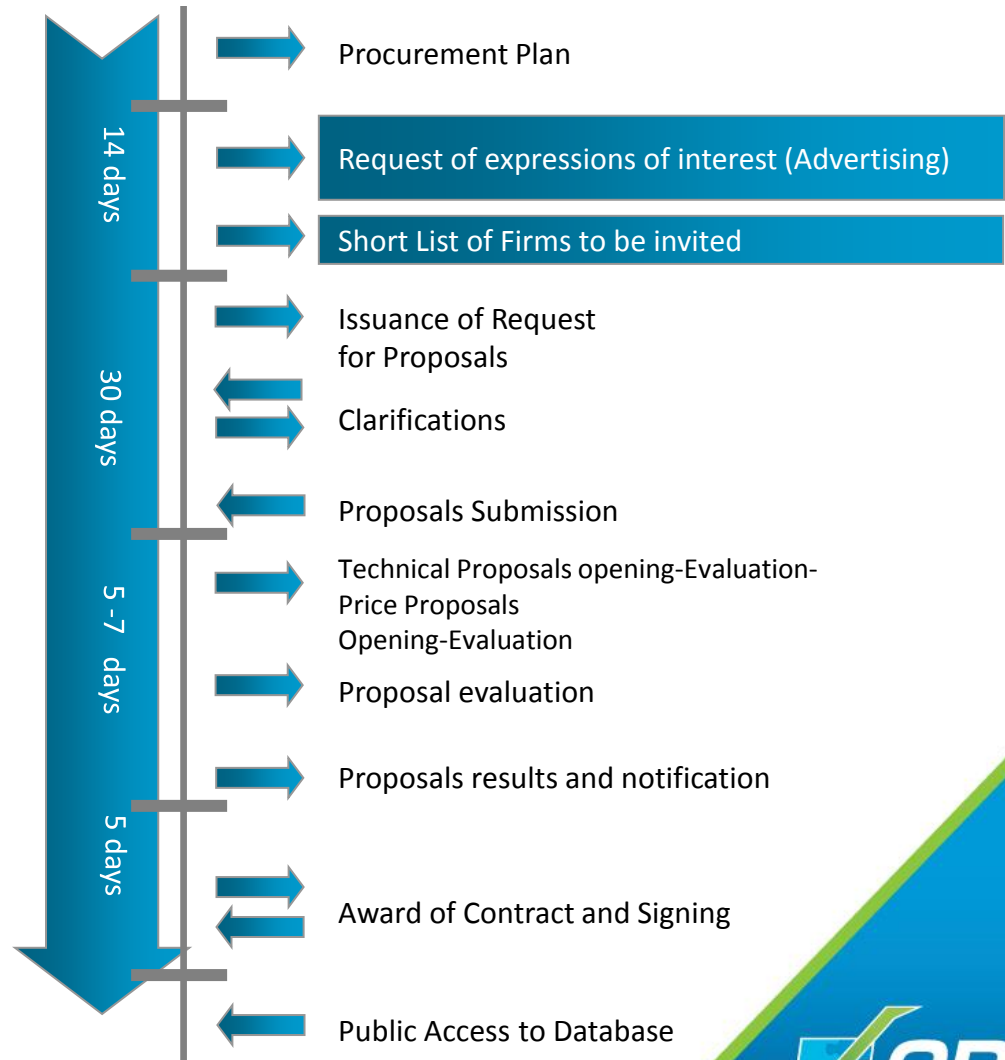 Procurement Plan
14 days
Request of expressions of interest (Advertising)
Short List of Firms to be invited
30 days
Issuance of Request
for Proposals
Clarifications
Proposals Submission
5 -7 days
Technical Proposals opening-Evaluation-
Price Proposals
Opening-Evaluation
Proposal evaluation
Proposals results and notification
5 days
Award of Contract and Signing
Public Access to Database